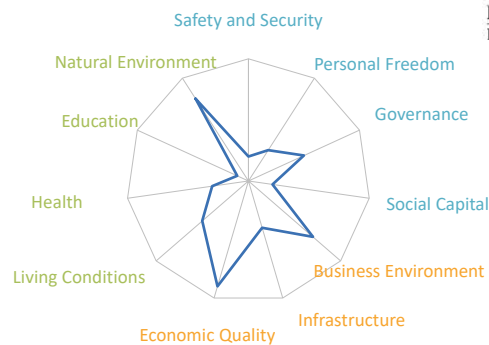 Safety and Security
Natural Environment
Personal Freedom
Education
Governance
Health
Social Capital
Living Conditions
Business Environment
Economic Quality
Infrastructure